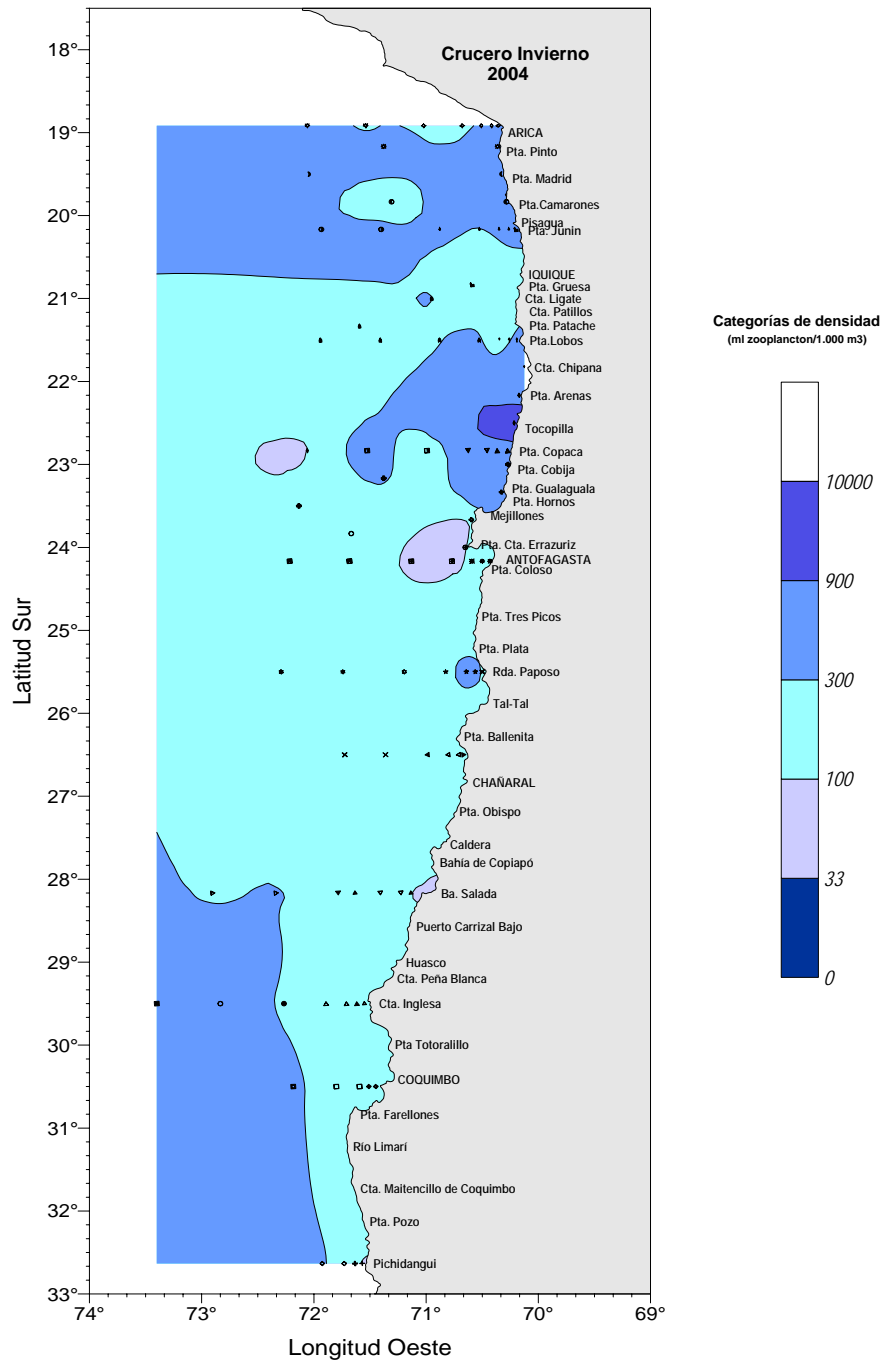 Crucero Invierno
2004
18°
19°
20°
21°
22°
23°
24°
25°
26°
27°
28°
29°
30°
31°
32°
33°
Latitud Sur
74°
73°
72°
71°
70°
69°
Longitud Oeste
ARICA
Pta. Pinto
Pta. Madrid
Pta.Camarones
Pisagua
Pta. Junin
IQUIQUE
Pta. Gruesa
Cta. Ligate
Cta. Patillos
Pta. Patache
Pta.Lobos
Cta. Chipana
Pta. Arenas
Tocopilla
Pta. Copaca
Pta. Cobija
Pta. Gualaguala
Pta. Hornos
Mejillones
Pta. Cta. Errazuriz
ANTOFAGASTA
Pta. Coloso
Pta. Tres Picos
Pta. Plata
Rda. Paposo
Tal-Tal
Pta. Ballenita
CHAÑARAL
Pta. Obispo
Caldera
Bahía de Copiapó
Ba. Salada
Puerto Carrizal Bajo
Huasco
Cta. Peña Blanca
Cta. Inglesa
Pta Totoralillo
COQUIMBO
Pta. Farellones
Río Limarí
Cta. Maitencillo de Coquimbo
Pta. Pozo
Pichidangui
Categorías de densidad
(ml zooplancton/1.000 m3)
10000
900
300
100
33
0